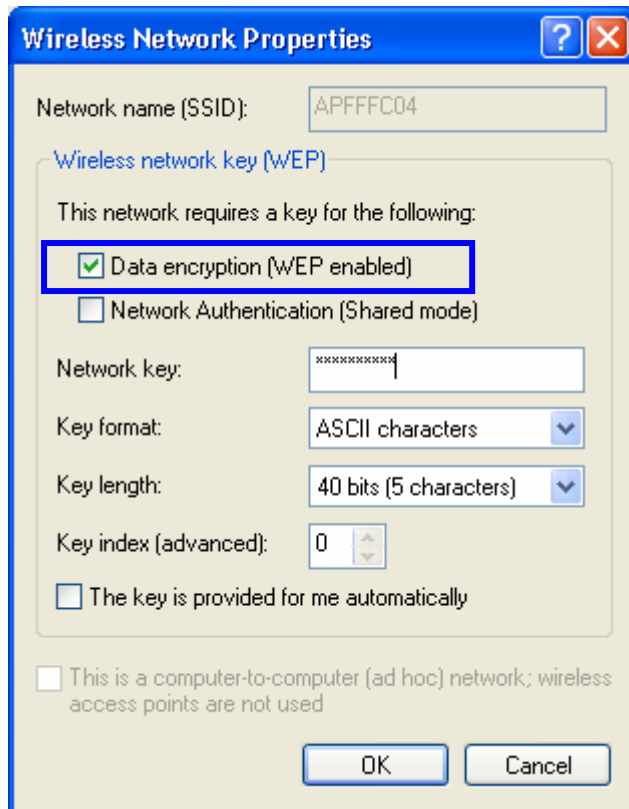 Wireless Network Properties
Network name (SSID): APFFFC04
Wireless network key (WEP)
This network requires a key for the following:
Data encryption (WEP enabled)
Network Authentication (Shared mode)
Network key: **********
Key format: ASCII characters
Key length: 40 bits (5 characters)
Key index (advanced): 0
The key is provided for me automatically
This is a computer-to-computer (ad hoc) network; wireless
access points are not used
OK Cancel